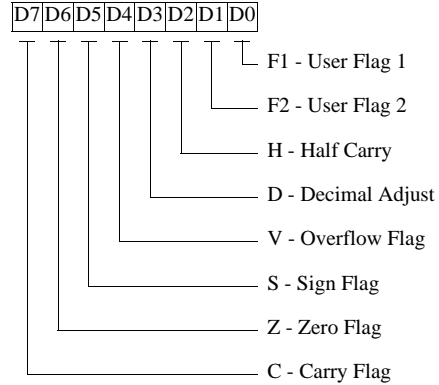 D7 D6 D5 D4 D3 D2 D1 D0
F1 - User Flag 1
F2 - User Flag 2
H - Half Carry
D - Decimal Adjust
V - Overflow Flag
S - Sign Flag
Z - Zero Flag
C - Carry Flag